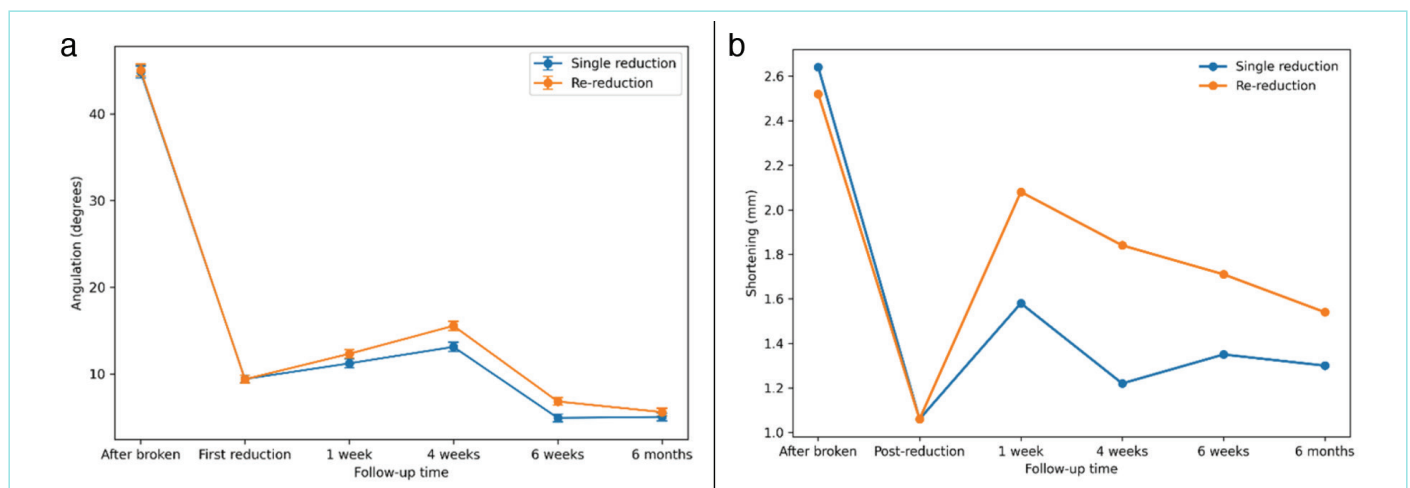 a
Single reduction
Re-reduction
Angulation (degrees)
40
30
20
10
After broken First reduction 1 week 4 weeks 6 weeks 6 months
Follow-up time
b
Single reduction
Re-reduction
Shortening (mm)
2.6
2.4
2.2
2.0
1.8
1.6
1.4
1.2
1.0
After broken Post-reduction 1 week 4 weeks 6 weeks 6 months
Follow-up time